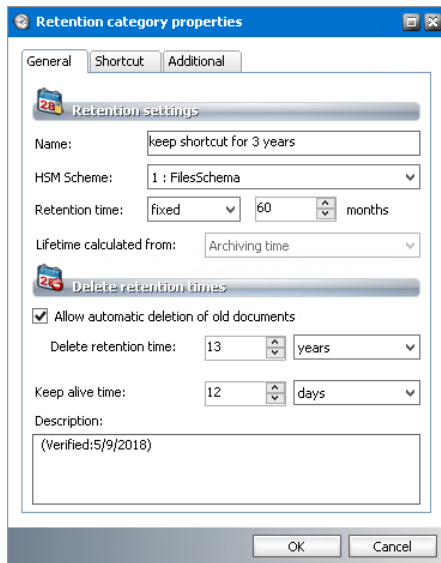 Retention category properties
General Shortcut Additional
28 Retention settings
Name: keep shortcut for 3 years
HSM Scheme: 1 : FilesSchema
Retention time: fixed 60 months
Lifetime calculated from: Archiving time
Delete retention times
Allow automatic deletion of old documents
Delete retention time: 13 years
Keep alive time: 12 days
Description:
(Verified:5/9/2018)
OK Cancel